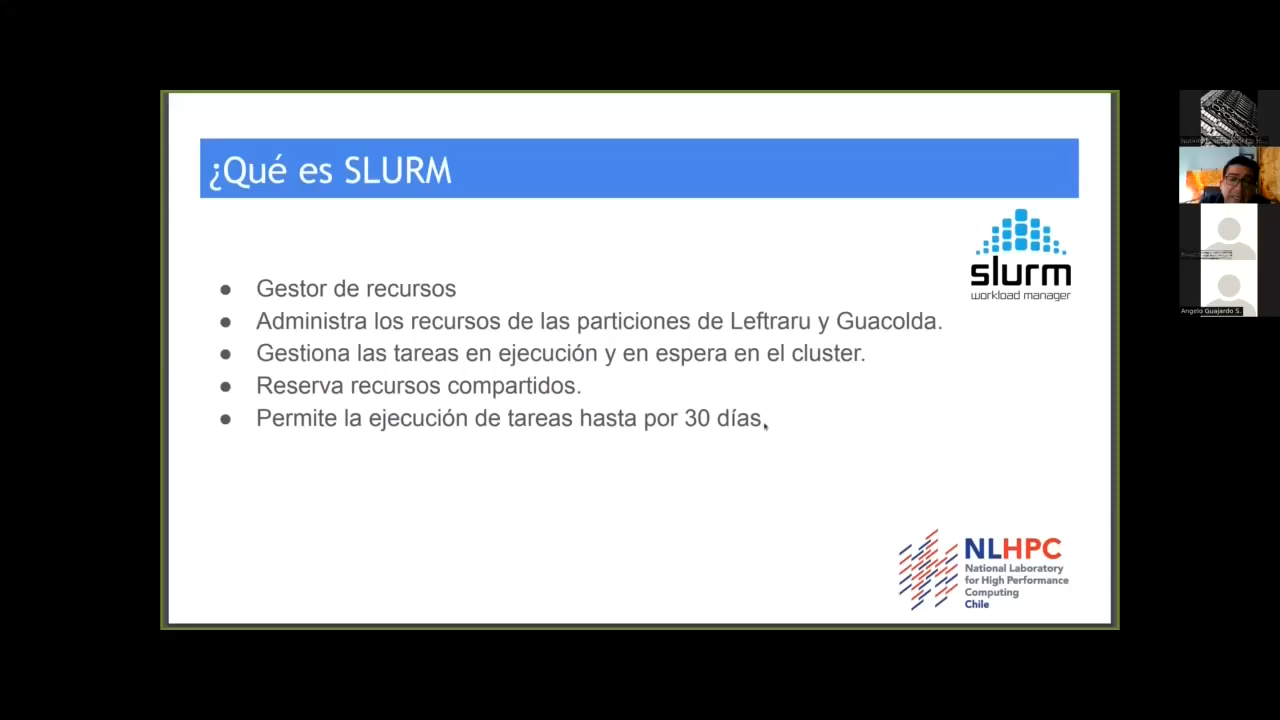 ¿Qué es SLURM
slurm
workload manager
● Gestor de recursos
● Administra los recursos de las particiones de Leftraru y Guacolda.
● Gestiona las tareas en ejecución y en espera en el cluster.
● Reserva recursos compartidos.
● Permite la ejecución de tareas hasta por 30 días.
NLHPC
National Laboratory
for High Performance
Computing
Chile
Angelo Guajardo S.